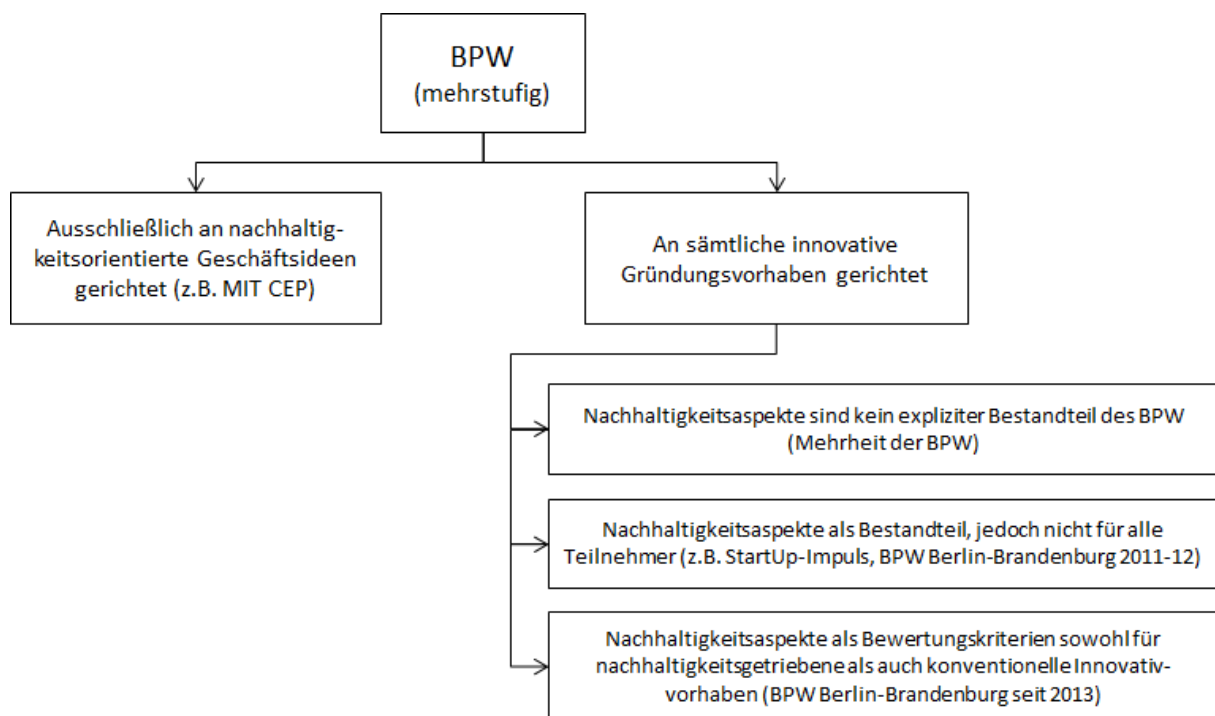 BPW
(mehrstufig)
Ausschließlich an nachhaltig-
keitsorientierte Geschäftsideen
gerichtet (z.B. MIT CEP)
An sämtliche innovative
Gründungsvorhaben gerichtet
Nachhaltigkeitsaspekte sind kein expliziter Bestandteil des BPW
(Mehrheit der BPW)
Nachhaltigkeitsaspekte als Bestandteil, jedoch nicht für alle
Teilnehmer (z.B. StartUp-Impuls, BPW Berlin-Brandenburg 2011-12)
Nachhaltigkeitsaspekte als Bewertungskriterien sowohl für
nachhaltigkeitsgetriebene als auch konventionelle Innovativ-
vorhaben (BPW Berlin-Brandenburg seit 2013)